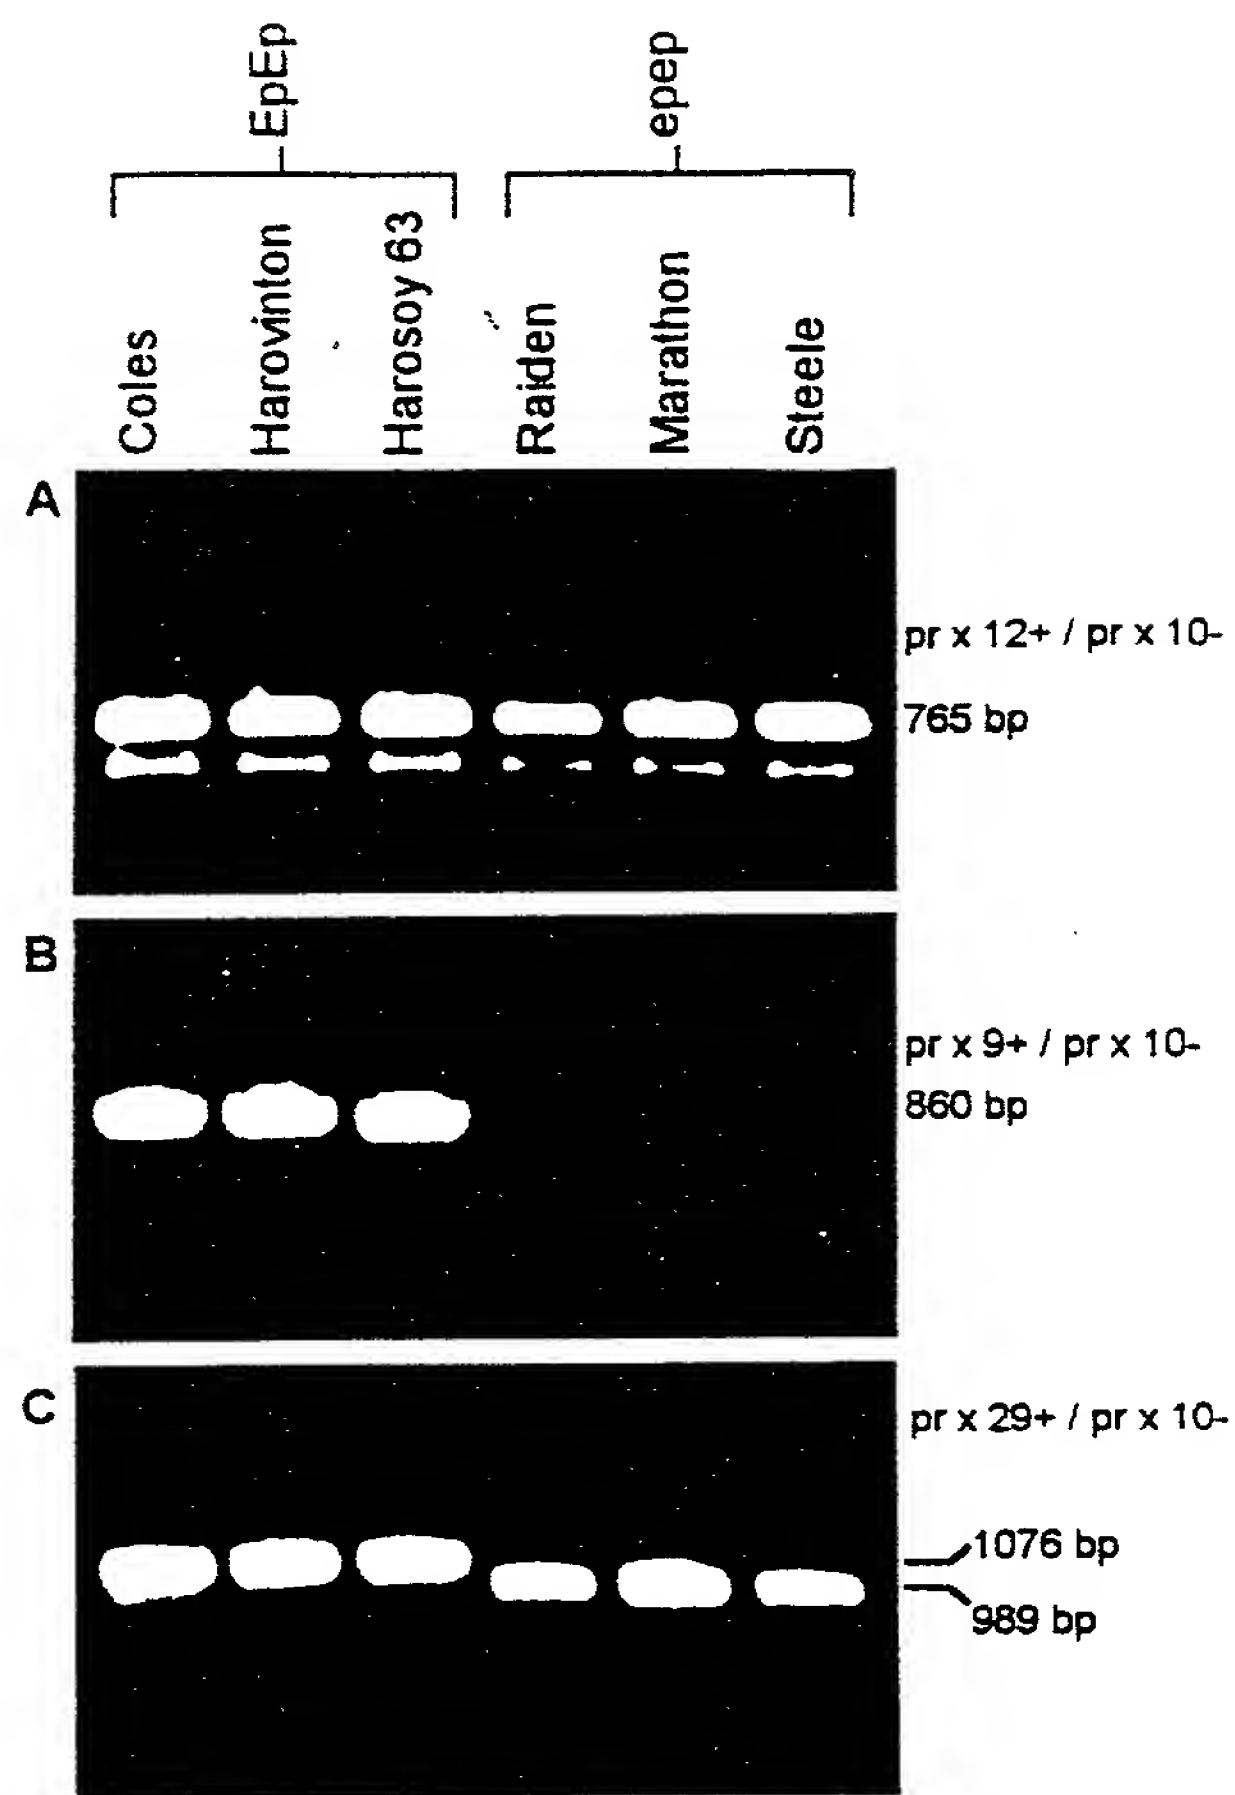 EpEp
epep
Coles
Harovinton
Harosoy 63
Raiden
Marathon
Steele
A
pr x 12+ / pr x 10-
765 bp
B
pr x 9+ / pr x 10-
860 bp
C
pr x 29+ / pr x 10-
1076 bp
989 bp